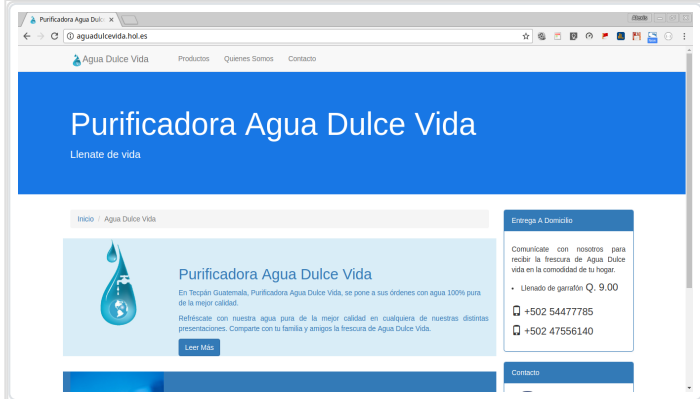 Purificadora Agua Dulc
Alexis
aguadulcevida.hol.es
Agua Dulce Vida Productos Quienes Somos Contacto
Purificadora Agua Dulce Vida
Llenate de vida
Inicio / Agua Dulce Vida
Purificadora Agua Dulce Vida
En Tecpán Guatemala, Purificadora Agua Dulce Vida, se pone a sus órdenes con agua 100% pura
de la mejor calidad.
Refréscate con nuestra agua pura de la mejor calidad en cualquiera de nuestras distintas
presentaciones. Comparte con tu familia y amigos la frescura de Agua Dulce Vida.
Leer Más
Entrega A Domicilio
Comunícate con nosotros para
recibir la frescura de Agua Dulce
vida en la comodidad de tu hogar.
• Llenado de garrafón Q. 9.00
+502 54477785
+502 47556140
Contacto